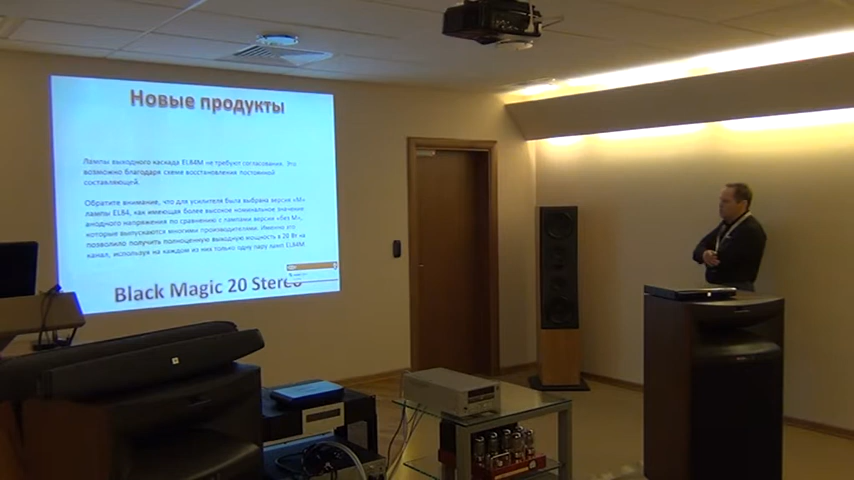 Новые продукты
Лампы выходного каскада EL84M не требуют согласования. Это
возможно благодаря схеме восстановления постоянной
составляющей.
Обратите внимание, что для усилителя была выбрана версия «М»
лампы EL84, как имеющая более высокое номинальное значение
анодного напряжения по сравнению с лампами версии «без М»,
которые выпускаются многими производителями. Именно это
позволило получить полноценную выходную мощность в 20 Вт на
канал, используя на каждом из них только одну пару ламп EL84M
Black Magic 20 Stereo